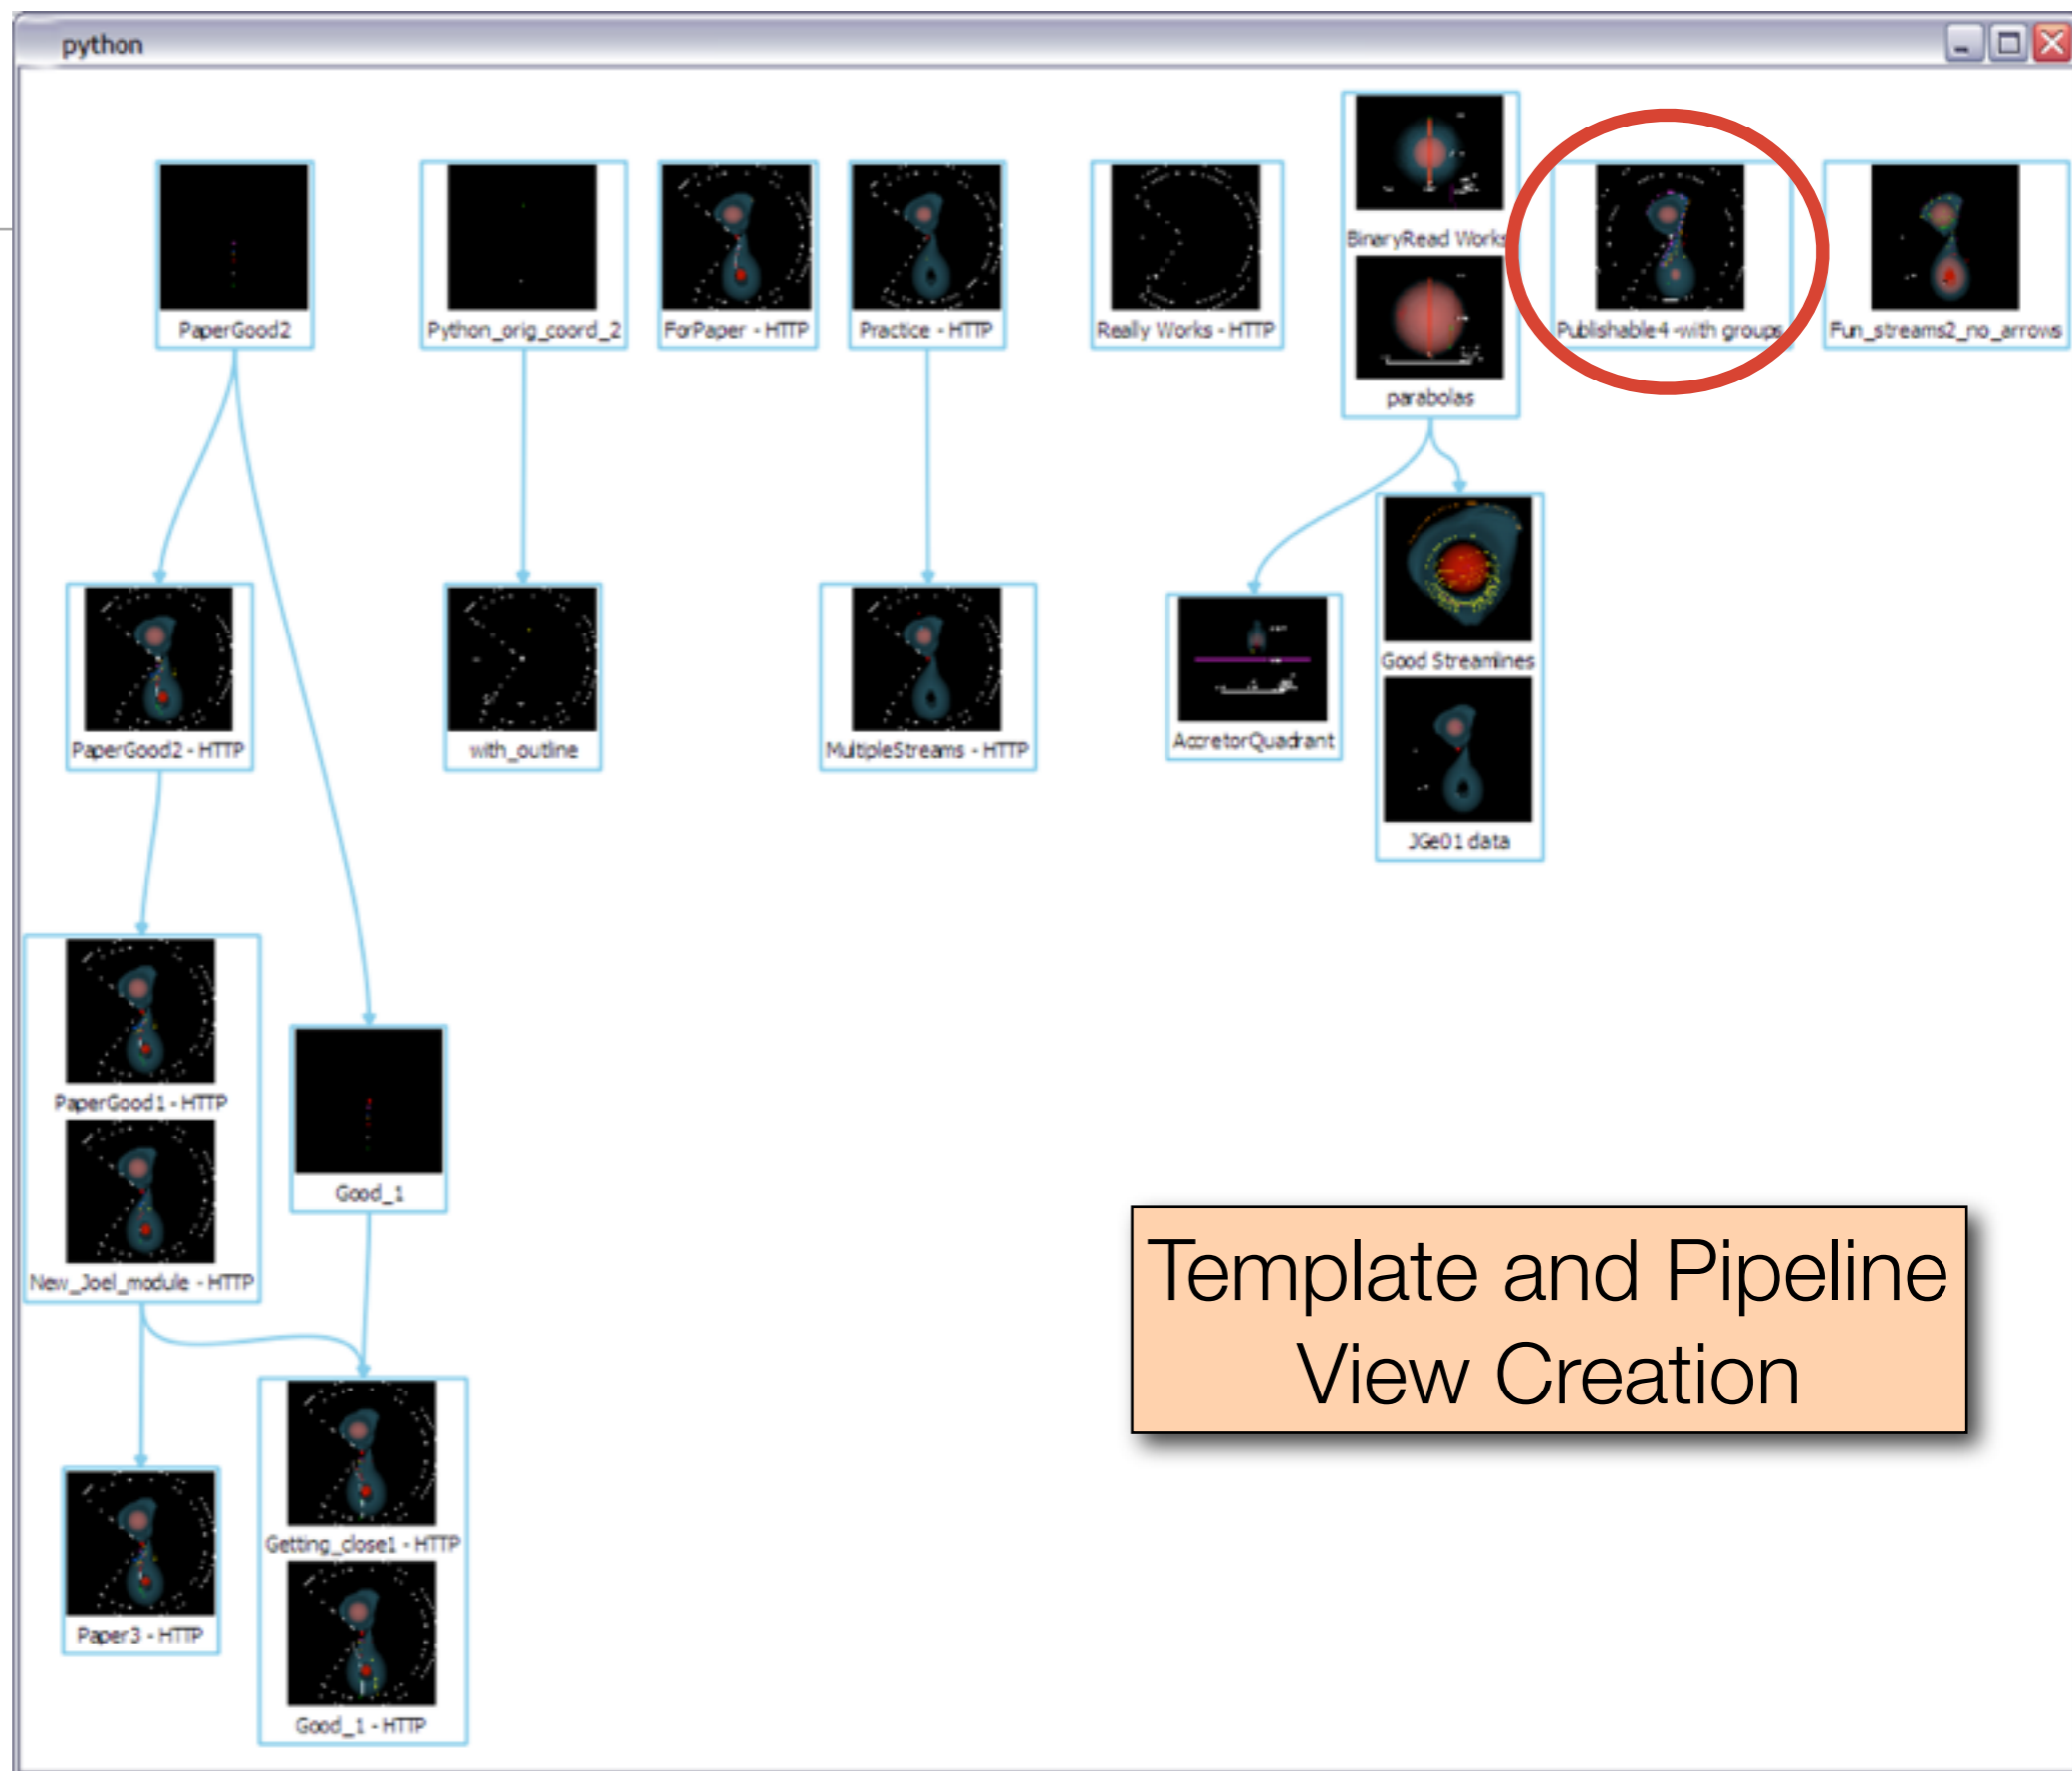 python
PaperGood2
Python_orig_coord_2
ForPaper - HTTP
Practice - HTTP
Really Works - HTTP
BinaryRead Works
parabolas
Publishable4 -with groups
Fun_streams2_no_arrows
PaperGood2 - HTTP
with_outline
MultipleStreams - HTTP
AccretorQuadrant
Good Streamlines
JGe01 data
PaperGood1 - HTTP
New_Joel_module - HTTP
Good_1
Template and Pipeline
View Creation
Paper3 - HTTP
Getting_close1 - HTTP
Good_1 - HTTP